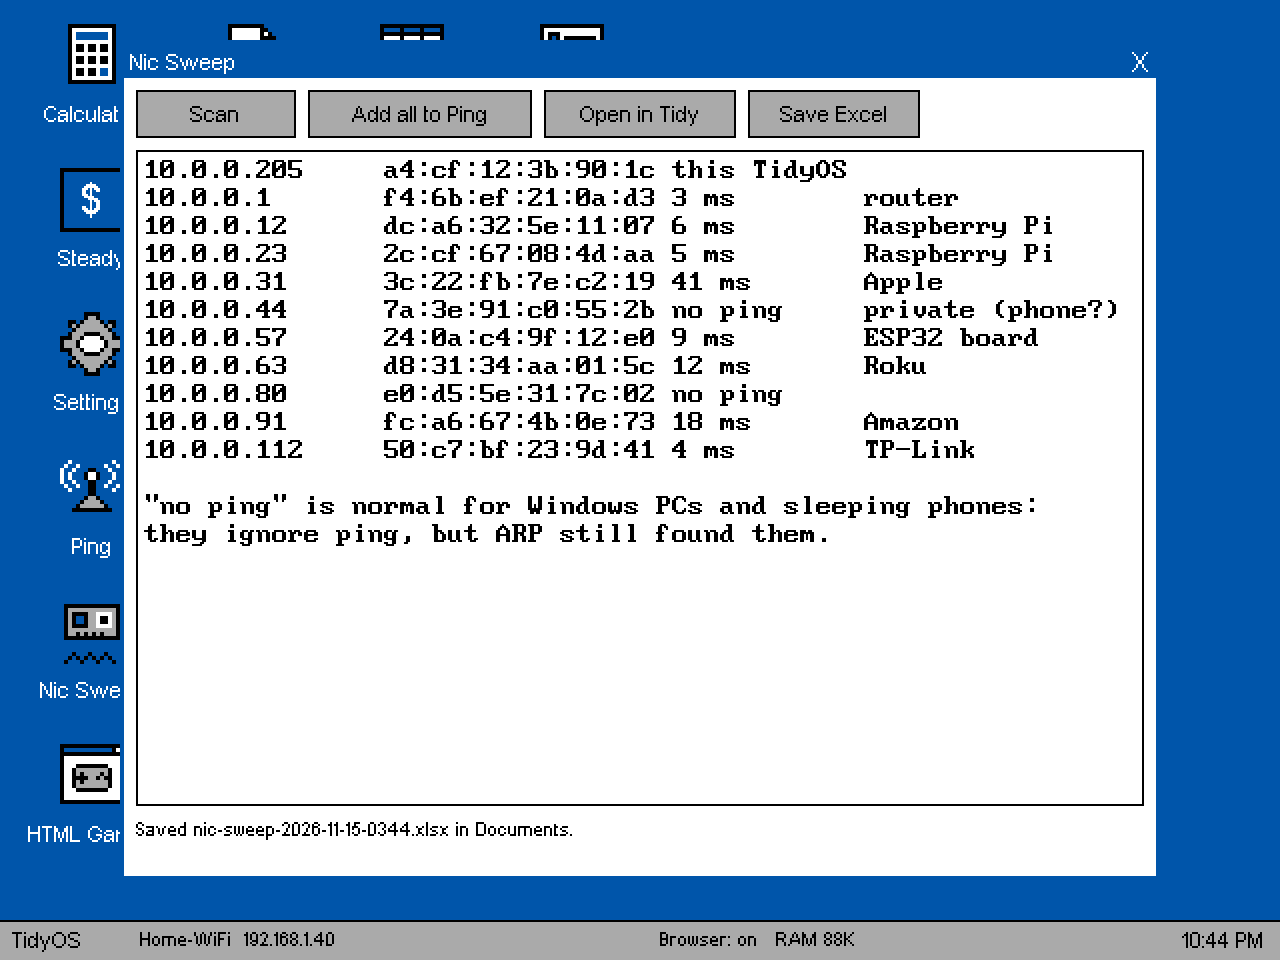 Nic Sweep X
Calculat
Scan Add all to Ping Open in Tidy Save Excel
10.0.0.205 a4:cf:12:3b:90:1c this TidyOS
10.0.0.1 f4:6b:ef:21:0a:d3 3 ms router
10.0.0.12 dc:a6:32:5e:11:07 6 ms Raspberry Pi
10.0.0.23 2c:cf:67:08:4d:aa 5 ms Raspberry Pi
10.0.0.31 3c:22:fb:7e:c2:19 41 ms Apple
10.0.0.44 7a:3e:91:c0:55:2b no ping private (phone?)
10.0.0.57 24:0a:c4:9f:12:e0 9 ms ESP32 board
10.0.0.63 d8:31:34:aa:01:5c 12 ms Roku
10.0.0.80 e0:d5:5e:31:7c:02 no ping
10.0.0.91 fc:a6:67:4b:0e:73 18 ms Amazon
10.0.0.112 50:c7:bf:23:9d:41 4 ms TP-Link
"no ping" is normal for Windows PCs and sleeping phones:
they ignore ping, but ARP still found them.
Saved nic-sweep-2026-11-15-0344.xlsx in Documents.
$
Steady
Setting
Ping
Nic Swe
HTML Gar
TidyOS Home-WiFi 192.168.1.40 Browser: on RAM 88K 10:44 PM